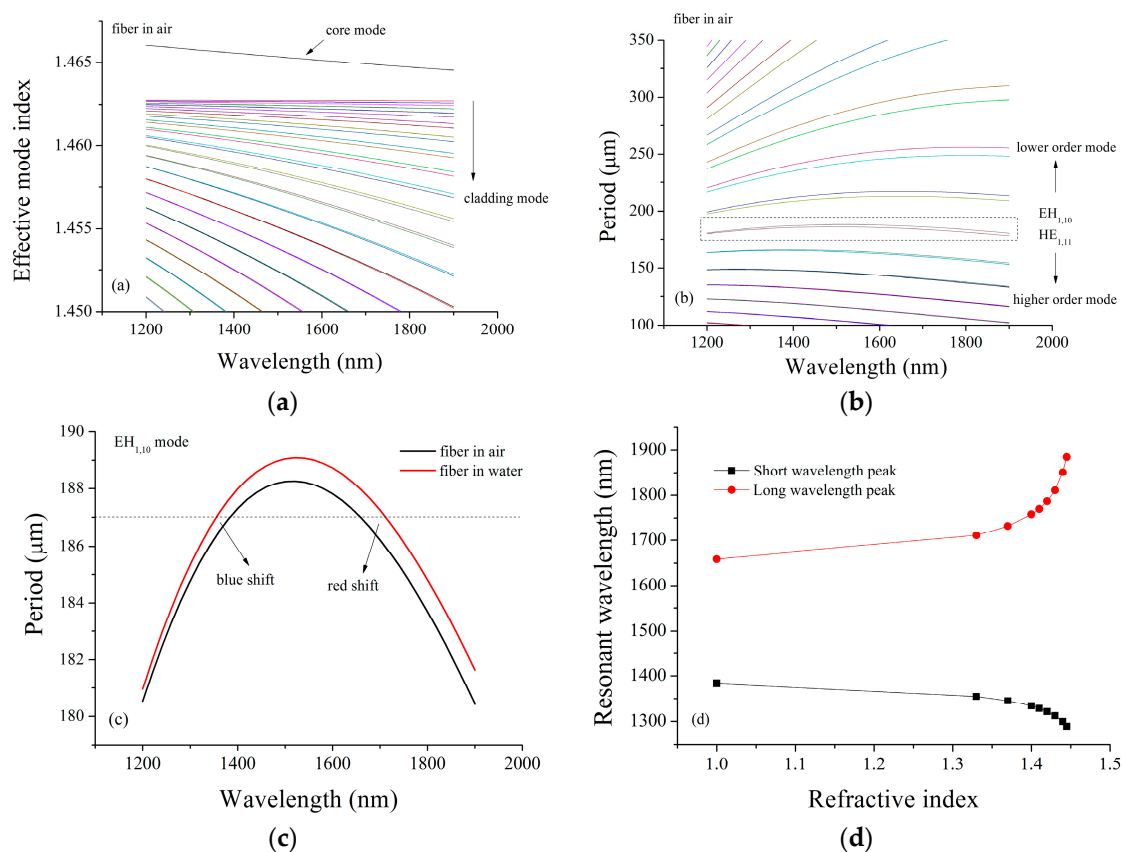 fiber in air
core mode
cladding mode
Effective mode index
1.465
1.460
1.455
1.450
(a)
1200 1400 1600 1800 2000
Wavelength (nm)
(a)
fiber in air
Period (μm)
350
300
250
200
150
100
lower order mode
EH1,10
HE1,11
higher order mode
(b)
1200 1400 1600 1800 2000
Wavelength (nm)
(b)
EH1,10 mode
fiber in air
fiber in water
Period (μm)
190
188
186
184
182
180
blue shift
red shift
(c)
1200 1400 1600 1800 2000
Wavelength (nm)
(c)
Resonant wavelength (nm)
1900
1800
1700
1600
1500
1400
1300
Short wavelength peak
Long wavelength peak
(d)
1.0 1.1 1.2 1.3 1.4 1.5
Refractive index
(d)